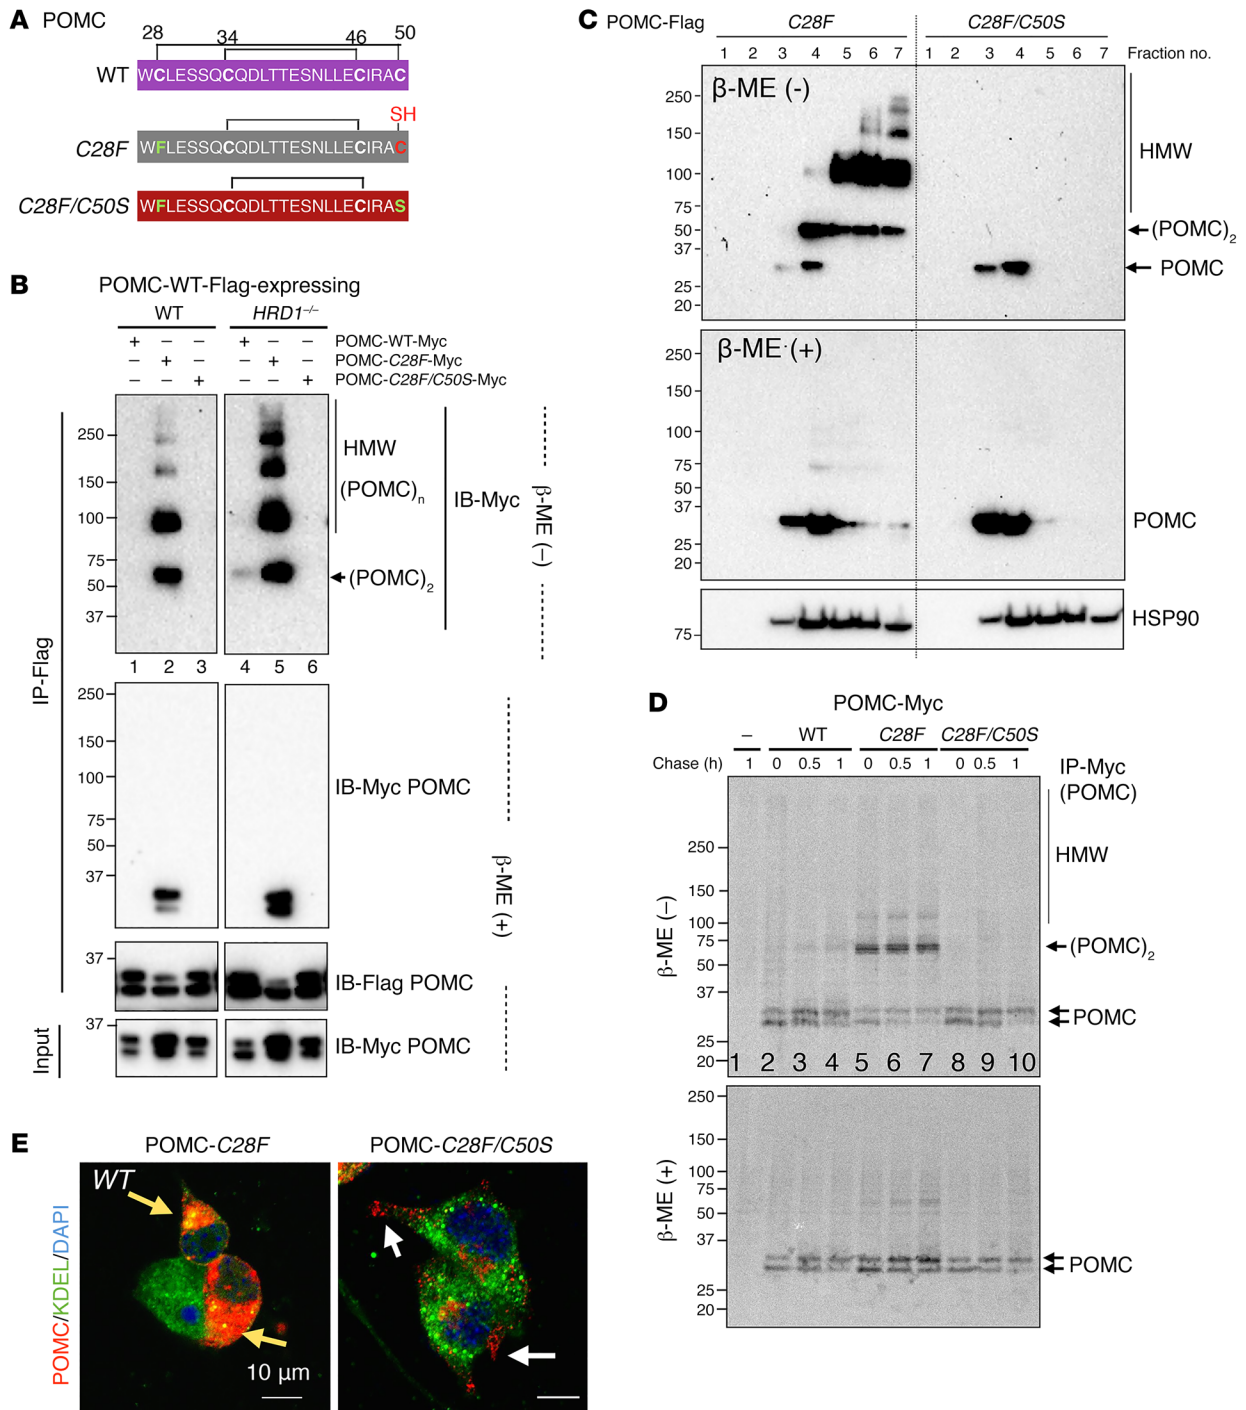 A POMC
28 34 46 50
WT WCLESSQCQDLTTESNLLECIRAC
SH
C28F WFLESSQCQDLTTESNLLECIRAC
C28F/C50S WFLESSQCQDLTTESNLLECIRAS
B POMC-WT-Flag-expressing
WT HRD1–/–
+ – – + – – POMC-WT-Myc
– + – – + – POMC-C28F-Myc
– – + – – + POMC-C28F/C50S-Myc
250
150
100
75
50
37
HMW
(POMC)n
(POMC)2
IB-Myc
β-ME (–)
1 2 3 4 5 6
IP-Flag
250
150
100
75
50
37
IB-Myc POMC
β-ME (+)
37
IB-Flag POMC
Input
37
IB-Myc POMC
C POMC-Flag C28F C28F/C50S
1 2 3 4 5 6 7 1 2 3 4 5 6 7 Fraction no.
β-ME (-)
250
150
100
75
50
37
25
20
HMW
(POMC)2
POMC
β-ME (+)
250
150
100
75
50
37
25
20
POMC
75
HSP90
D POMC-Myc
– WT C28F C28F/C50S
Chase (h) 1 0 0.5 1 0 0.5 1 0 0.5 1
IP-Myc
(POMC)
250
150
100
75
50
37
25
20
β-ME (–)
HMW
(POMC)2
POMC
1 2 3 4 5 6 7 8 9 10
250
150
100
75
50
37
25
20
β-ME (+)
POMC
E POMC-C28F POMC-C28F/C50S
POMC/KDEL/DAPI
WT
10 µm